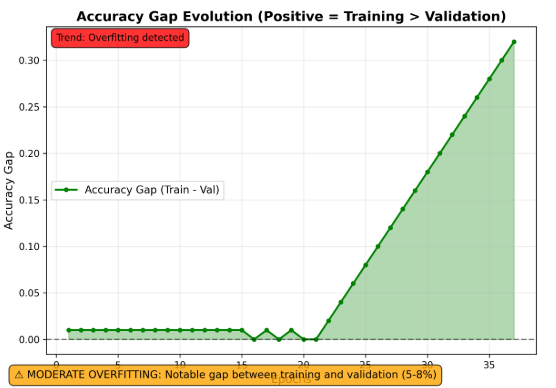 Accuracy Gap Evolution (Positive = Training > Validation)
Trend: Overfitting detected
0.30
0.25
0.20
0.15
0.10
0.05
0.00
Accuracy Gap
Accuracy Gap (Train - Val)
0 5 10 15 20 25 30 35
Epochs
⚠ MODERATE OVERFITTING: Notable gap between training and validation (5-8%)